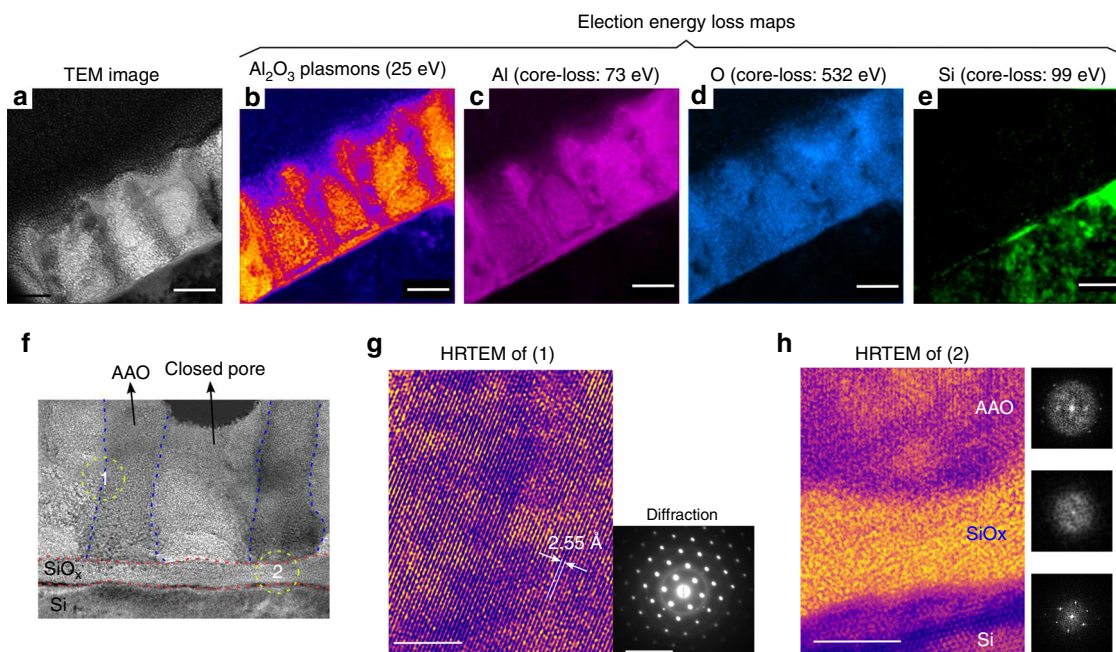 Election energy loss maps
TEM image
Al₂O₃ plasmons (25 eV)
Al (core-loss: 73 eV)
O (core-loss: 532 eV)
Si (core-loss: 99 eV)
a
b
c
d
e
f
AAO
Closed pore
1
SiOₓ
2
Si
g
HRTEM of (1)
2.55 Å
Diffraction
h
HRTEM of (2)
AAO
SiOx
Si